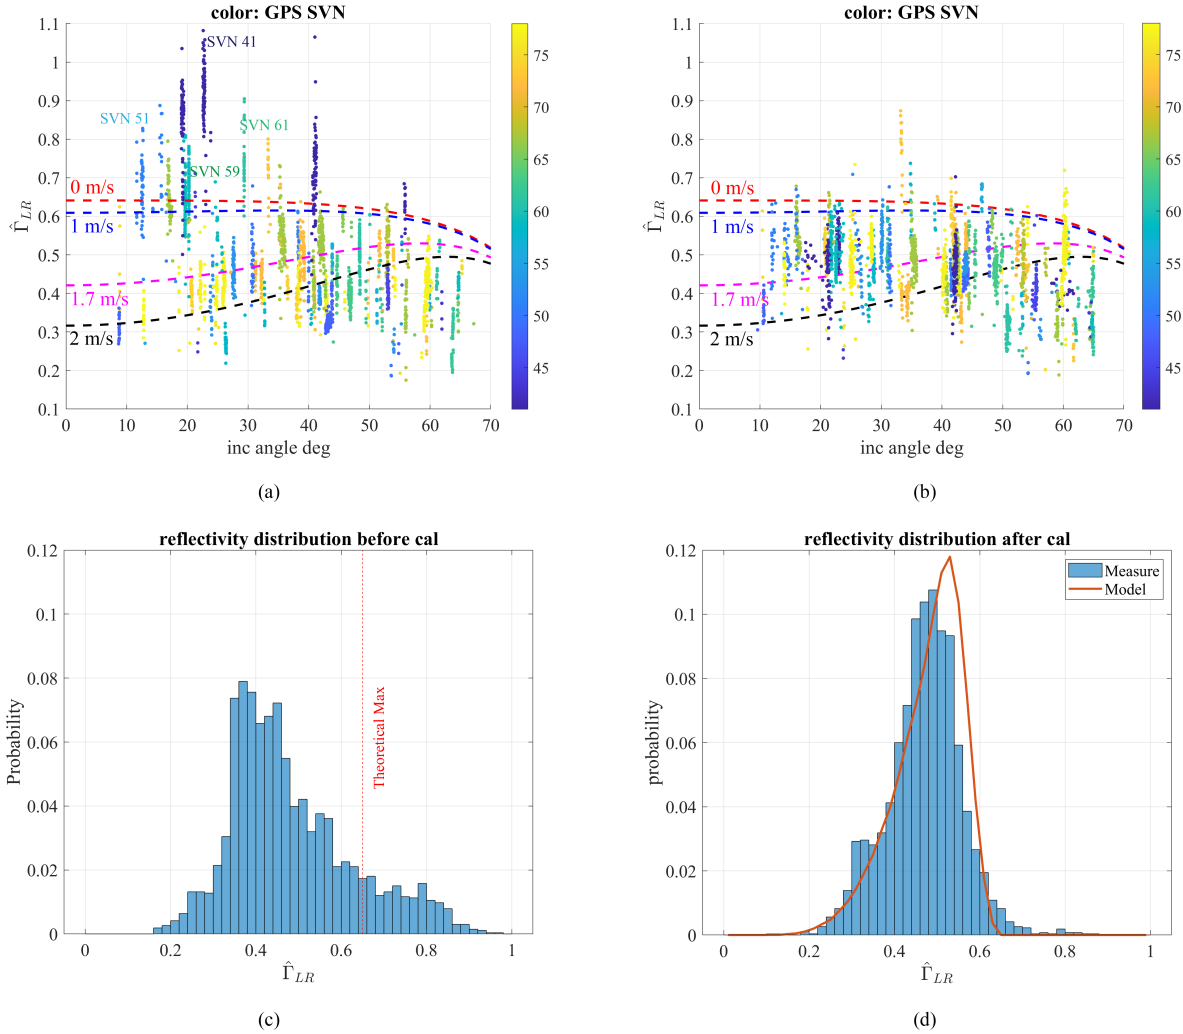 color: GPS SVN
1.1
1
0.9
0.8
0.7
0.6
0.5
0.4
0.3
0.2
0.1
Γ̂_LR
SVN 41
SVN 51
SVN 61
SVN 59
0 m/s
1 m/s
1.7 m/s
2 m/s
0 10 20 30 40 50 60 70
inc angle deg
75
70
65
60
55
50
45
(a)
color: GPS SVN
1.1
1
0.9
0.8
0.7
0.6
0.5
0.4
0.3
0.2
0.1
Γ̂_LR
0 m/s
1 m/s
1.7 m/s
2 m/s
0 10 20 30 40 50 60 70
inc angle deg
75
70
65
60
55
50
45
(b)
reflectivity distribution before cal
0.12
0.1
0.08
0.06
0.04
0.02
0
Probability
Theoretical Max
0 0.2 0.4 0.6 0.8 1
Γ̂_LR
(c)
reflectivity distribution after cal
0.12
0.1
0.08
0.06
0.04
0.02
0
probability
Measure
Model
0 0.2 0.4 0.6 0.8 1
Γ̂_LR
(d)